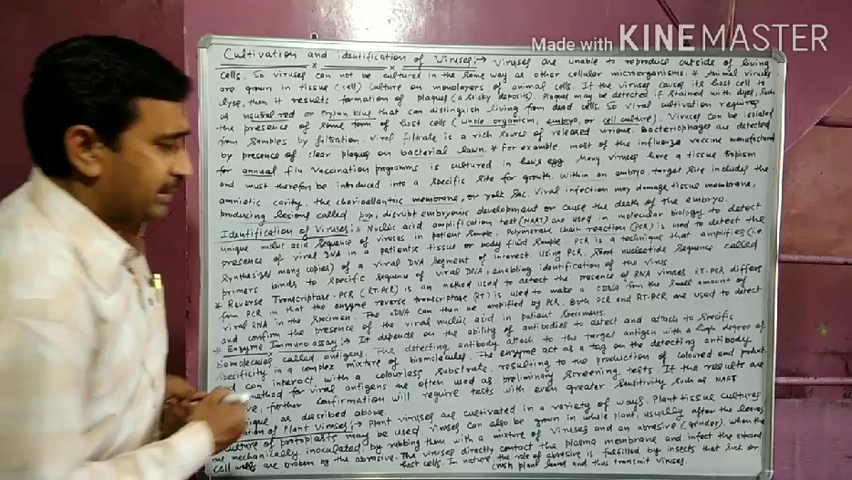 Made with KINEMASTER
Cultivation and identification of Viruses :→ Viruses are unable to reproduce outside of living
cells. So viruses can not be cultured in the same way as other cellular microorganisms. * Animal viruses
are grown in tissue (cell) culture on monolayers of animal cells. If the viruses cause its host cell to
lyse, then it results formation of plaques (a sticky deposits). Plaques may be detected if stained with dyes, such
as neutral red or Trytan blue that can distinguish living from dead cells. So viral cultivation requires
the presence of some form of host cells (whole organism, embryo, or cell culture). Viruses can be isolated
from samples by filtration. Viral filtrate is a rich source of released virions. Bacteriophages are detected
by presence of clear plaques on bacterial lawn. * For example most of the influenza vaccine manufactured
for annual flu vaccination programms is cultured in hen's egg. Many viruses have a tissue tropism
and must therefore be introduced into a specific site for growth. Within an embryo, target site includes the
amniotic cavity, the chorioallantoic membrane, or yolk sac. Viral infection may damage tissue membrane,
producing lesions called pox, disrupt embryonic development or cause the death of the embryo.
Identification of Viruses :→ Nucleic acid amplification test (NAAT) are used in molecular biology to detect
unique nucleic acid sequence of viruses in patient sample. Polymerase chain reaction (PCR) is used to detect the
presence of viral DNA in a patient's tissue or body fluid sample. PCR is a technique that amplifies (i.e.
synthesizes many copies) of a viral DNA segment of interest. Using PCR, short nucleotide sequence called
primers binds to specific sequence of viral DNA, enabling identification of the virus
* Reverse Transcriptase-PCR (RT-PCR) is an method used to detect the presence of RNA viruses. RT-PCR differs
from PCR in that the enzyme reverse transcriptase (RT) is used to make a cDNA from the small amount of
viral RNA in the specimen. The cDNA can then be amplified by PCR. Both PCR and RT-PCR are used to detect
and confirm the presence of the viral nucleic acid in patient specimens.
* Enzyme Immunoassay :→ It depends on the ability of antibodies to detect and attach to specific
biomolecules called antigens. The detecting antibody attach to the target antigen with a high degree of
specificity in a complex mixture of biomolecules. The enzyme act as a tag on the detecting antibody
and can interact with a colourless substrate, resulting to the production of coloured end product.
method for viral antigens are often used as preliminary screening tests. If the results are
further confirmation will require tests with even greater sensitivity such as NAAT
as discribed above.
of Plant Viruses :→ Plant viruses are cultivated in a variety of ways. Plant tissue cultures
culture of protoplasts may be used. Viruses can also be grown in whole plant, usually after the leaves
are mechanically inoculated by rubbing them with a mixture of viruses and an abrasive (grinder). When the
cell walls are broken by the abrasive. The viruses directly contact the plasma membrane and infect the exposed
host cells. In nature the role of abrasive is fulfilled by insects that suck or
crush plant leaves and thus transmit viruses